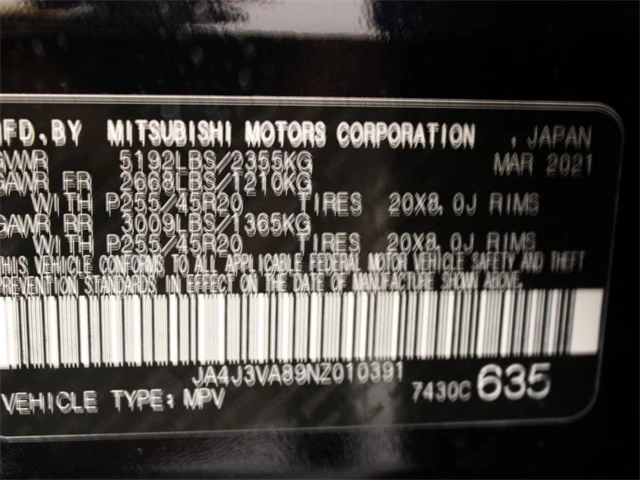 MFD.BY MITSUBISHI MOTORS CORPORATION , JAPAN
GVWR 5192LBS/2355KG MAR 2021
GAWR FR 2668LBS/1210KG
WITH P255/45R20 TIRES 20X8.0J RIMS
GAWR RR 3009LBS/1365KG
WITH P255/45R20 TIRES 20X8.0J RIMS
THIS VEHICLE CONFORMS TO ALL APPLICABLE FEDERAL MOTOR VEHICLE SAFETY AND THEFT
PREVENTION STANDARDS IN EFFECT ON THE DATE OF MANUFACTURE SHOWN ABOVE.
JA4J3VA89NZ010391
VEHICLE TYPE: MPV 7430C 635